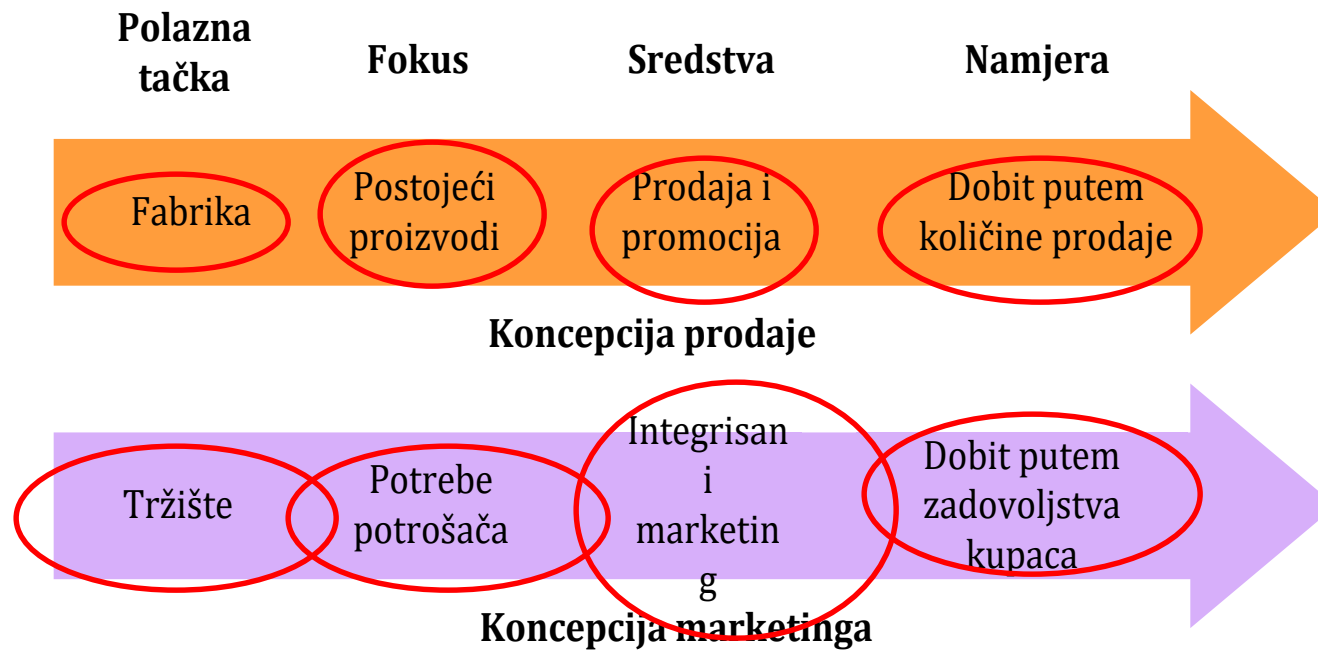 Polazna
tačka
Fokus
Sredstva
Namjera
Fabrika
Postojeći
proizvodi
Prodaja i
promocija
Dobit putem
količine prodaje
Koncepcija prodaje
Tržište
Potrebe
potrošača
Integrisan
i
marketin
g
Dobit putem
zadovoljstva
kupaca
Koncepcija marketinga